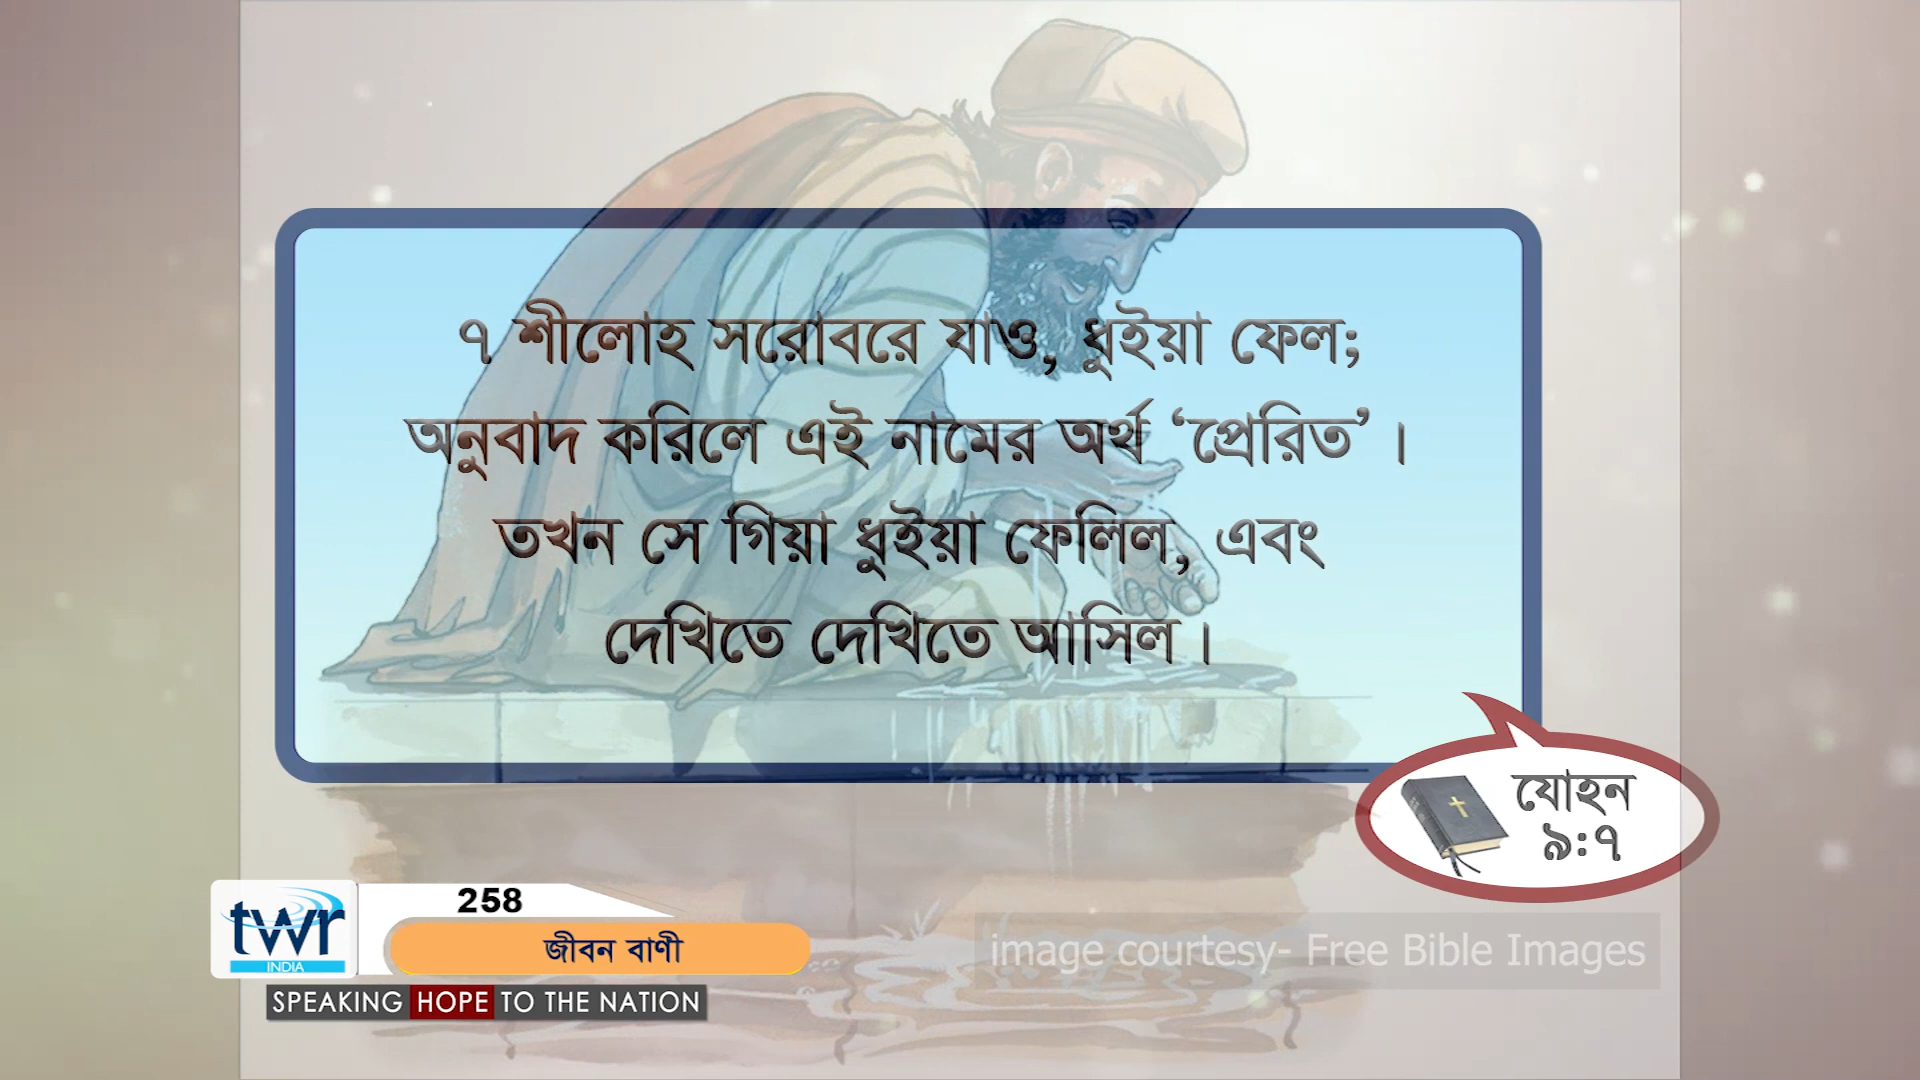 ৭ শীলোহ সরোবরে যাও, ধুইয়া ফেল;
অনুবাদ করিলে এই নামের অর্থ ‘প্রেরিত’ ।
তখন সে গিয়া ধুইয়া ফেলিল, এবং
দেখিতে দেখিতে আসিল ।
যোহন
৯:৭
258
twr
INDIA
জীবন বাণী
image courtesy- Free Bible Images
SPEAKING HOPE TO THE NATION